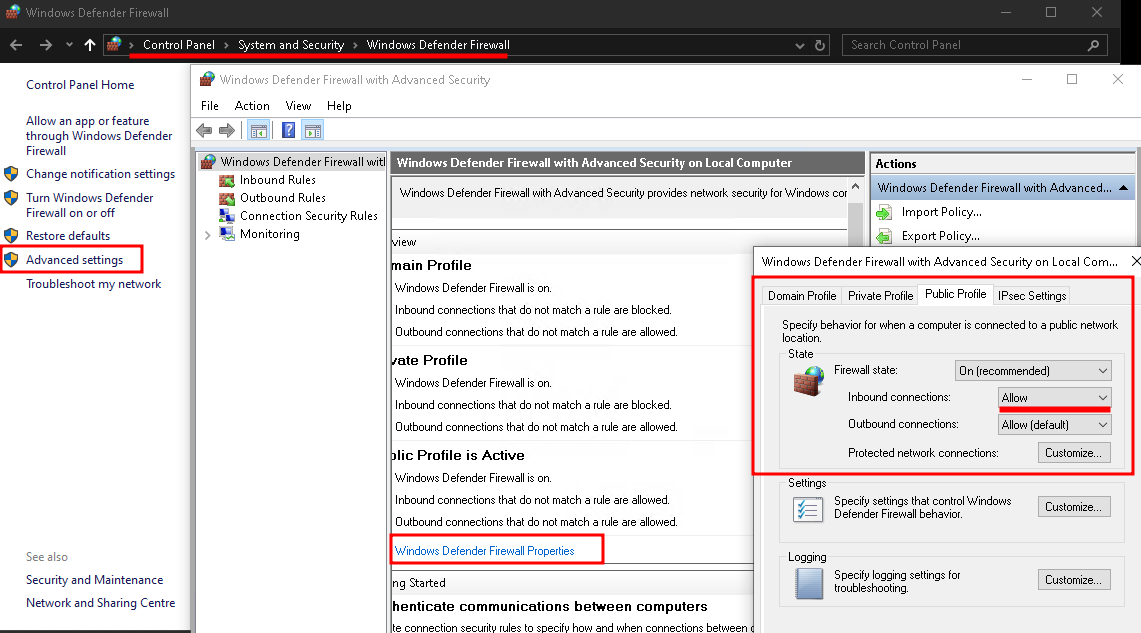 Windows Defender Firewall
Control Panel > System and Security > Windows Defender Firewall
Search Control Panel
Control Panel Home
Allow an app or feature
through Windows Defender
Firewall
Change notification settings
Turn Windows Defender
Firewall on or off
Restore defaults
Advanced settings
Troubleshoot my network
See also
Security and Maintenance
Network and Sharing Centre
Windows Defender Firewall with Advanced Security
File Action View Help
Windows Defender Firewall witl
Inbound Rules
Outbound Rules
Connection Security Rules
Monitoring
Windows Defender Firewall with Advanced Security on Local Computer
Windows Defender Firewall with Advanced Security provides network security for Windows cor
view
main Profile
Windows Defender Firewall is on.
Inbound connections that do not match a rule are blocked.
Outbound connections that do not match a rule are allowed.
vate Profile
Windows Defender Firewall is on.
Inbound connections that do not match a rule are blocked.
Outbound connections that do not match a rule are allowed.
blic Profile is Active
Windows Defender Firewall is on.
Inbound connections that do not match a rule are allowed.
Outbound connections that do not match a rule are allowed.
Windows Defender Firewall Properties
ng Started
henticate communications between computers
te connection security rules to specify how and when connections between c
Actions
Windows Defender Firewall with Advanced...
Import Policy...
Export Policy...
Windows Defender Firewall with Advanced Security on Local Com...
Domain Profile Private Profile Public Profile IPsec Settings
Specify behavior for when a computer is connected to a public network
location.
State
Firewall state: On (recommended)
Inbound connections: Allow
Outbound connections: Allow (default)
Protected network connections: Customize...
Settings
Specify settings that control Windows
Defender Firewall behavior.
Customize...
Logging
Specify logging settings for
troubleshooting.
Customize...